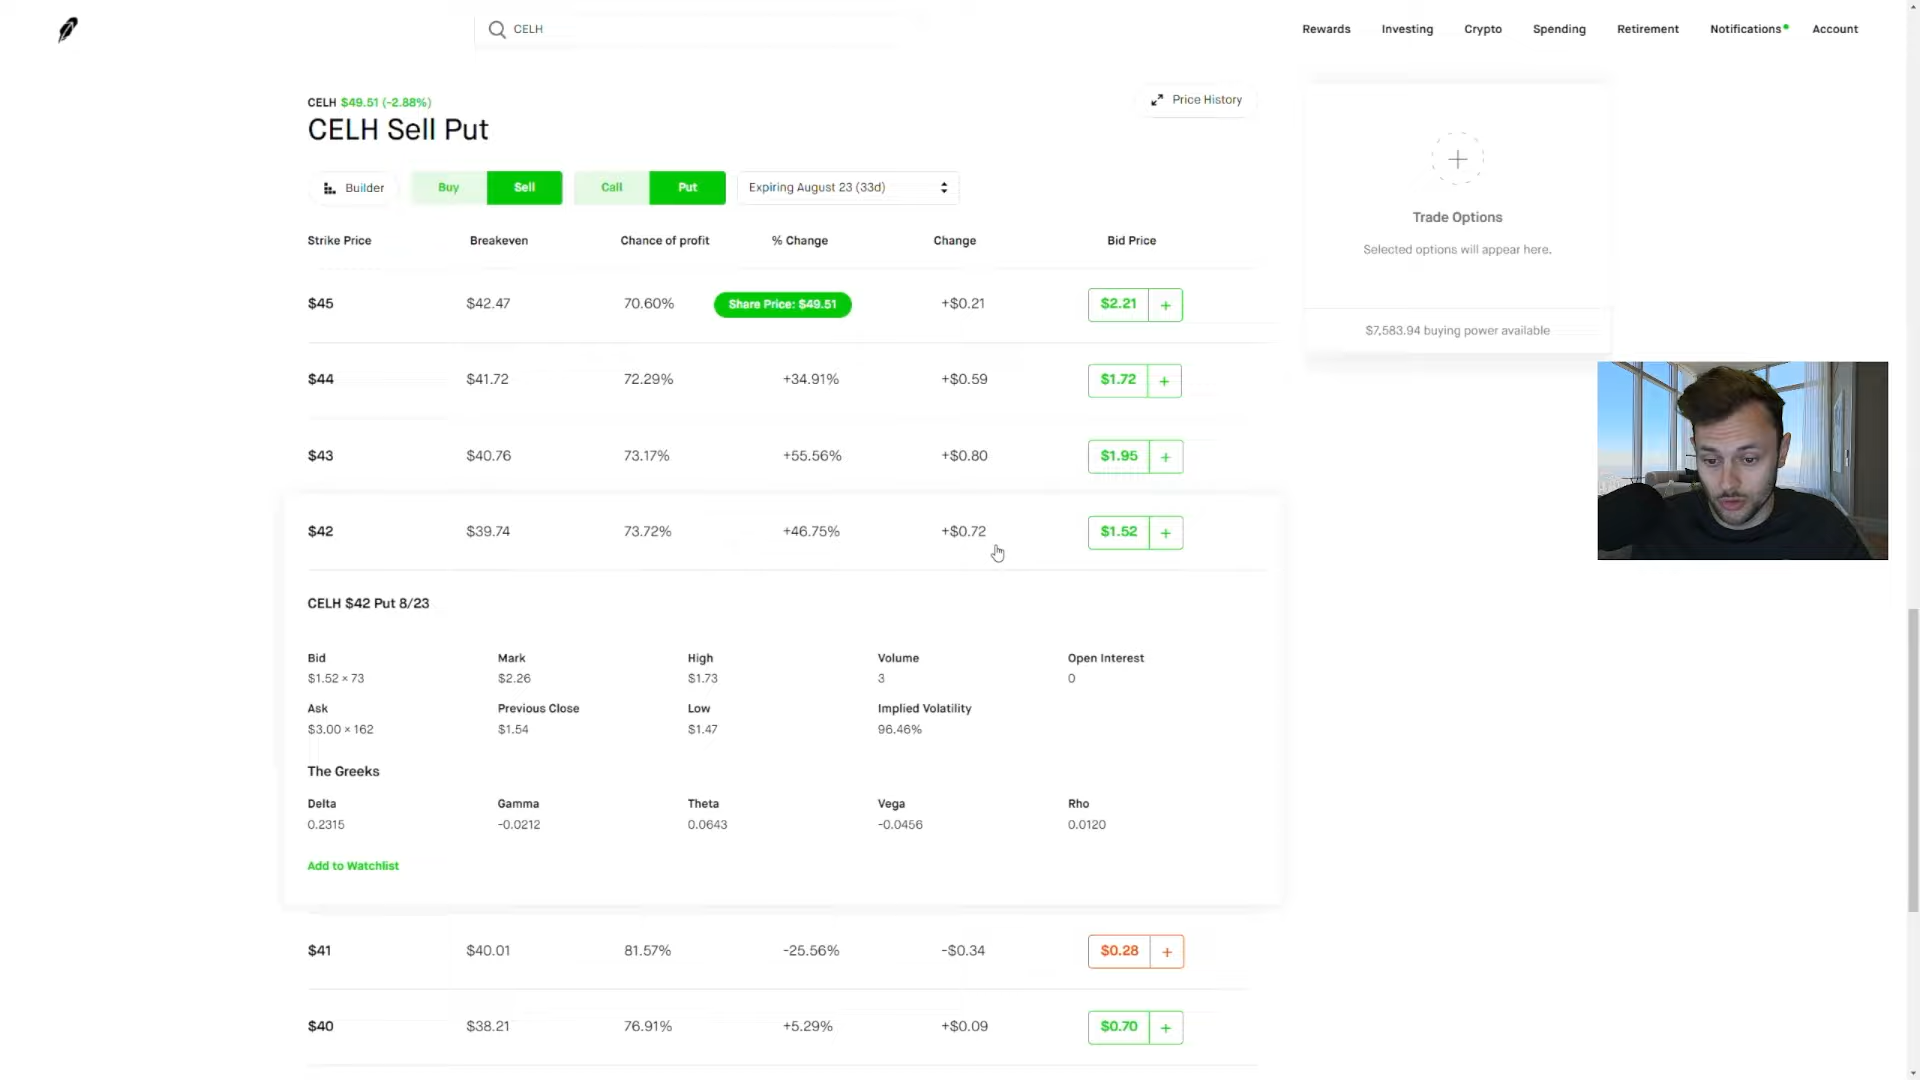 CELH
Rewards
Investing
Crypto
Spending
Retirement
Notifications
Account
CELH $49.51 (-2.88%)
CELH Sell Put
Price History
Builder
Buy
Sell
Call
Put
Expiring August 23 (33d)
Strike Price Breakeven Chance of profit % Change Change Bid Price
$45 $42.47 70.60% Share Price: $49.51 +$0.21 $2.21 +
$44 $41.72 72.29% +34.91% +$0.59 $1.72 +
$43 $40.76 73.17% +55.56% +$0.80 $1.95 +
$42 $39.74 73.72% +46.75% +$0.72 $1.52 +
CELH $42 Put 8/23
Bid Mark High Volume Open Interest
$1.52 × 73 $2.26 $1.73 3 0
Ask Previous Close Low Implied Volatility
$3.00 × 162 $1.54 $1.47 96.46%
The Greeks
Delta Gamma Theta Vega Rho
0.2315 -0.0212 0.0643 -0.0456 0.0120
Add to Watchlist
$41 $40.01 81.57% -25.56% -$0.34 $0.28 +
$40 $38.21 76.91% +5.29% +$0.09 $0.70 +
Trade Options
Selected options will appear here.
$7,583.94 buying power available